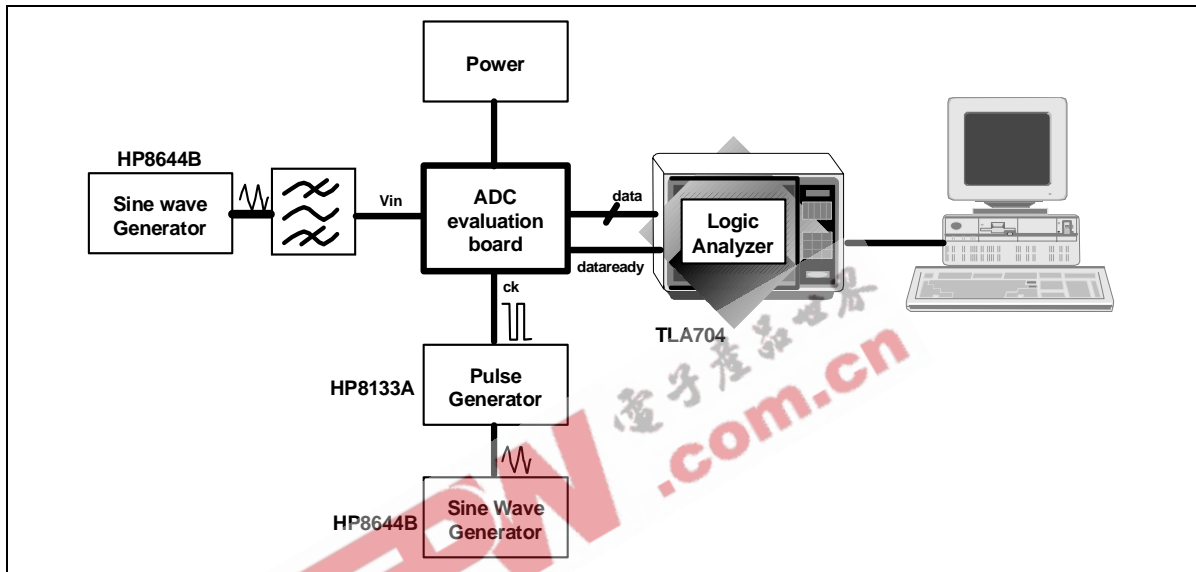 Power
HP8644B
Sine wave
Generator
Vin
ADC
evaluation
board
data
dataready
Logic
Analyzer
TLA704
ck
HP8133A
Pulse
Generator
HP8644B
Sine Wave
Generator
電子產品世界
.com.cn